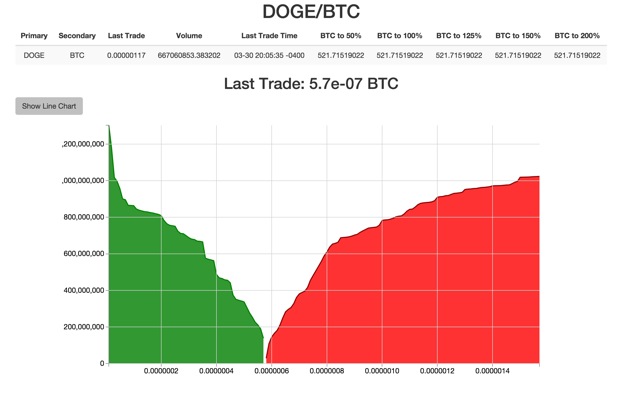 DOGE/BTC
Primary Secondary Last Trade Volume Last Trade Time BTC to 50% BTC to 100% BTC to 125% BTC to 150% BTC to 200%
DOGE BTC 0.00000117 667060853.383202 03-30 20:05:35 -0400 521.71519022 521.71519022 521.71519022 521.71519022 521.71519022
Last Trade: 5.7e-07 BTC
Show Line Chart
,200,000,000
,000,000,000
800,000,000
600,000,000
400,000,000
200,000,000
0
0.0000002 0.0000004 0.0000006 0.0000008 0.0000010 0.0000012 0.0000014